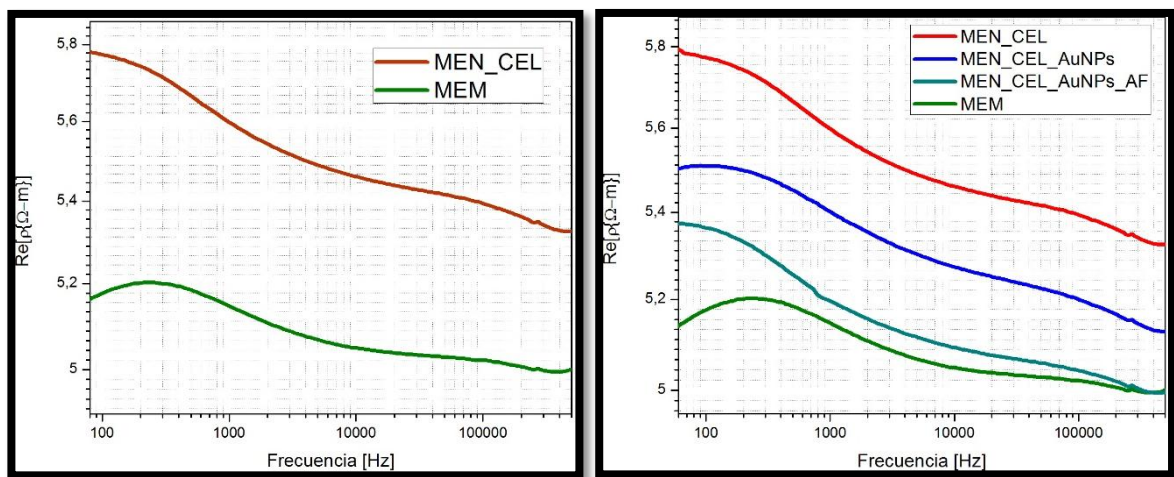 MEN_CEL
MEM
5,8
5,6
5,4
5,2
5
Re[ρ{Ω−m}]
100
1000
10000
100000
Frecuencia [Hz]
MEN_CEL
MEN_CEL_AuNPs
MEN_CEL_AuNPs_AF
MEM
5,8
5,6
5,4
5,2
5
Re[ρ{Ω−m}]
100
1000
10000
100000
Frecuencia [Hz]